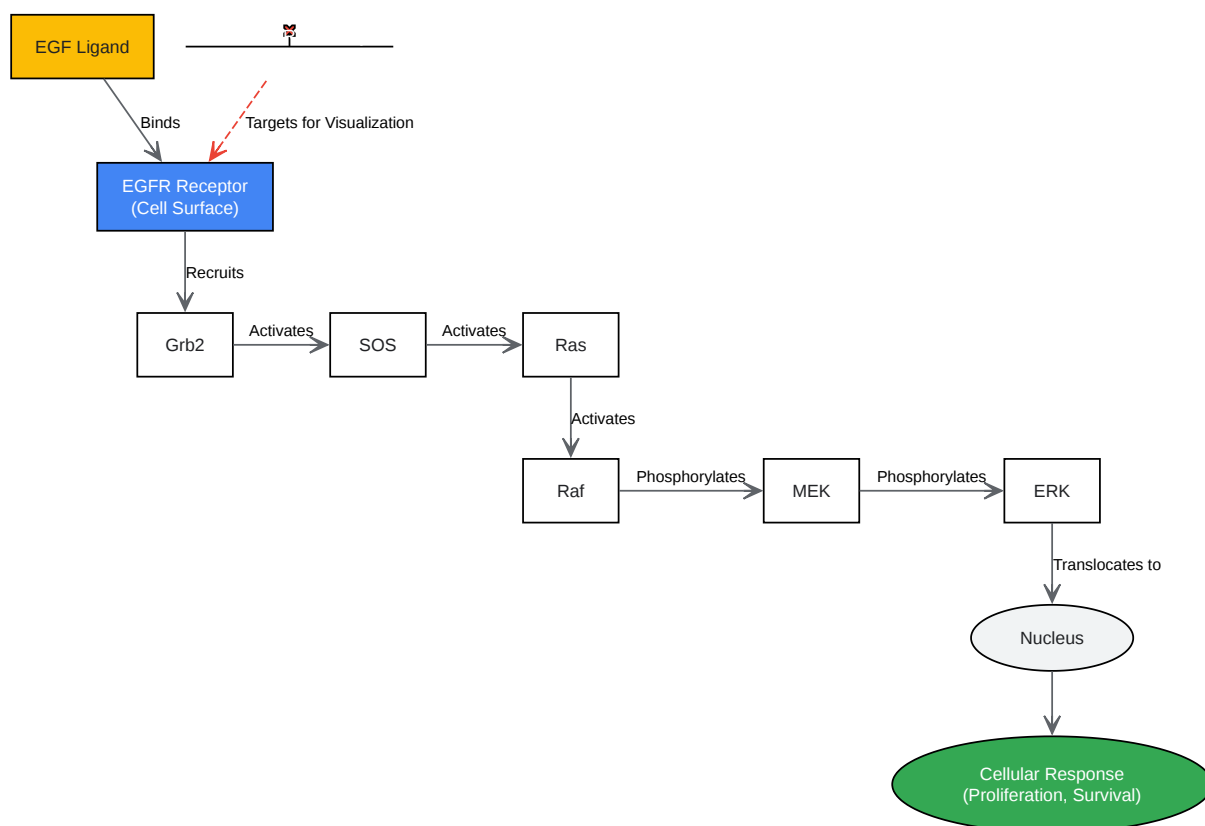 EGF Ligand
Binds
Targets for Visualization
EGFR Receptor
(Cell Surface)
Recruits
Grb2
Activates
SOS
Activates
Ras
Activates
Raf
Phosphorylates
MEK
Phosphorylates
ERK
Translocates to
Nucleus
Cellular Response
(Proliferation, Survival)